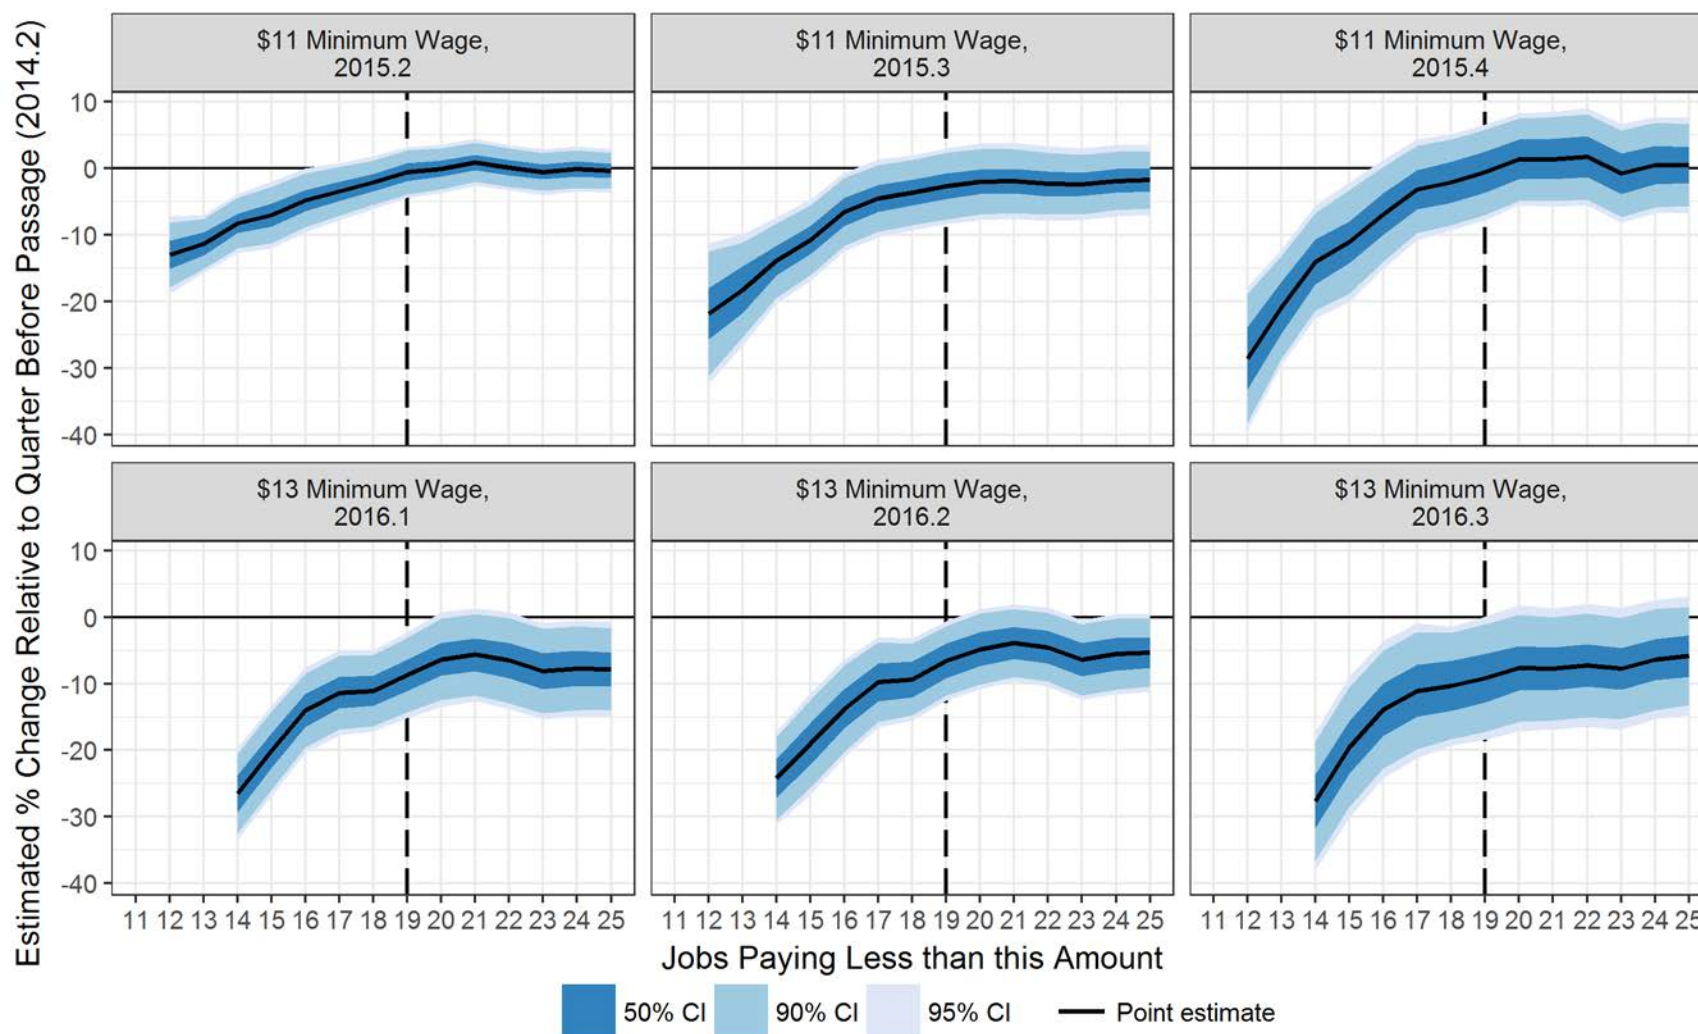 Estimated % Change Relative to Quarter Before Passage (2014.2)
$11 Minimum Wage,
2015.2
$11 Minimum Wage,
2015.3
$11 Minimum Wage,
2015.4
10
0
-10
-20
-30
-40
$13 Minimum Wage,
2016.1
$13 Minimum Wage,
2016.2
$13 Minimum Wage,
2016.3
10
0
-10
-20
-30
-40
11 12 13 14 15 16 17 18 19 20 21 22 23 24 25
11 12 13 14 15 16 17 18 19 20 21 22 23 24 25
11 12 13 14 15 16 17 18 19 20 21 22 23 24 25
Jobs Paying Less than this Amount
50% CI 90% CI 95% CI Point estimate